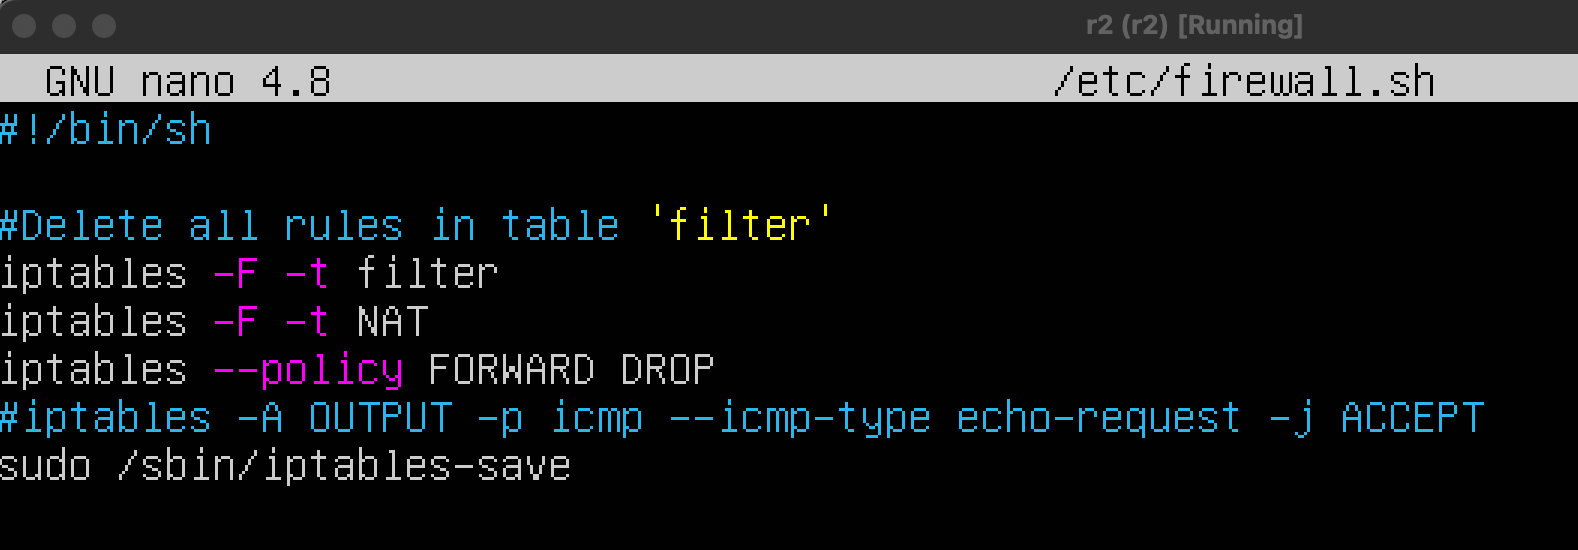 r2 (r2) [Running]
GNU nano 4.8 /etc/firewall.sh
#!/bin/sh
#Delete all rules in table 'filter'
iptables -F -t filter
iptables -F -t NAT
iptables --policy FORWARD DROP
#iptables -A OUTPUT -p icmp --icmp-type echo-request -j ACCEPT
sudo /sbin/iptables-save